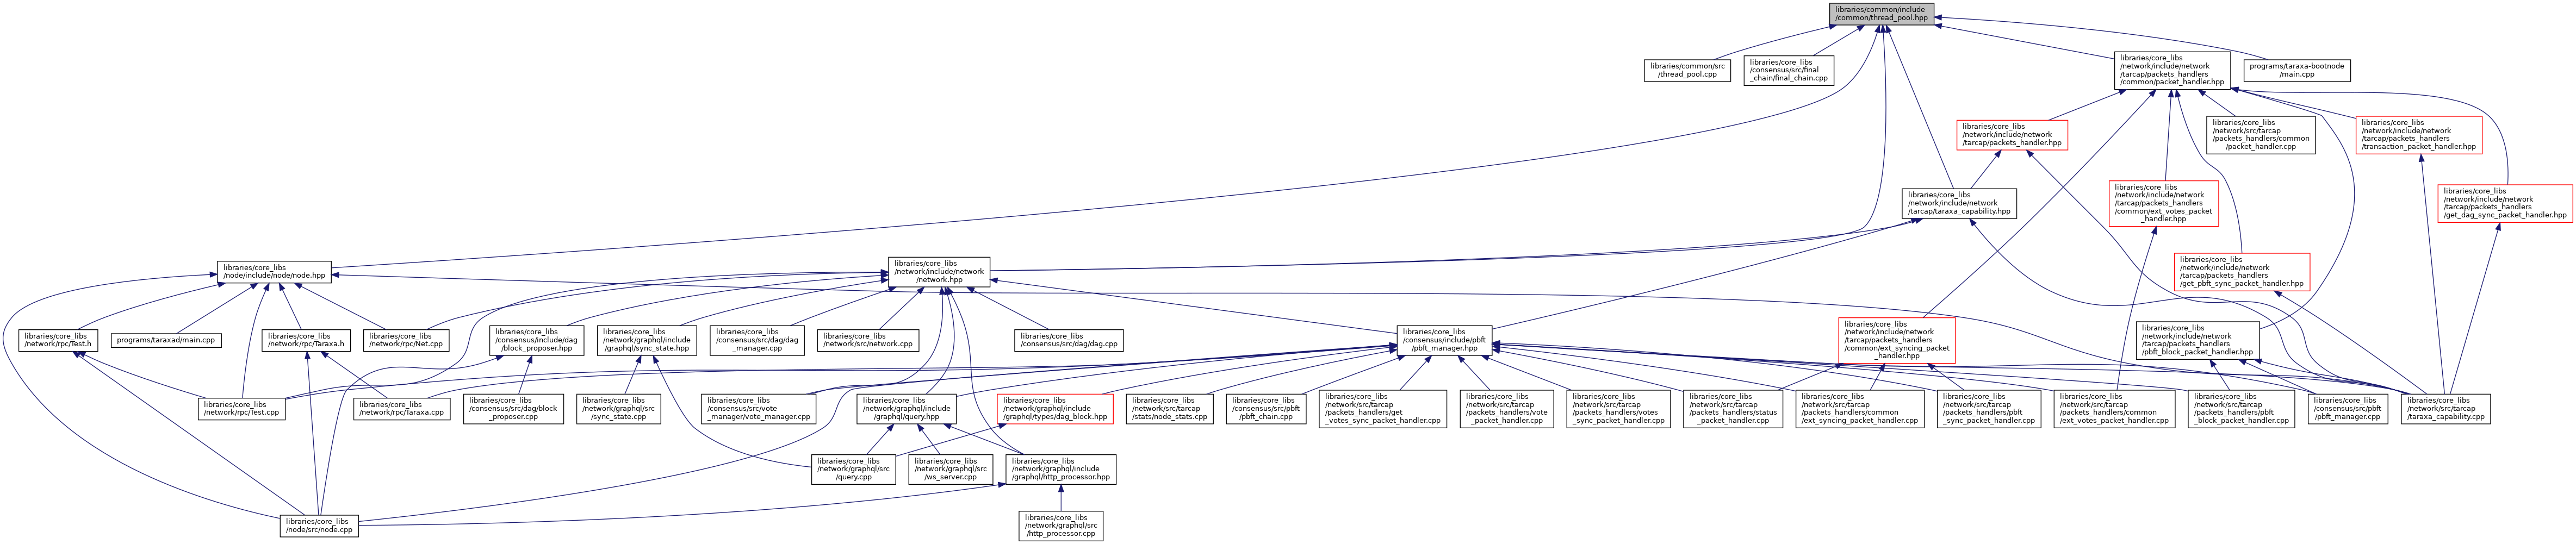 libraries/common/include
/common/thread_pool.hpp
libraries/common/src
/thread_pool.cpp
libraries/core_libs
/consensus/src/final
_chain/final_chain.cpp
libraries/core_libs
/network/include/network
/tarcap/packets_handlers
/common/packet_handler.hpp
programs/taraxa-bootnode
/main.cpp
libraries/core_libs
/network/include/network
/tarcap/packets_handler.hpp
libraries/core_libs
/network/src/tarcap
/packets_handlers/common
/packet_handler.cpp
libraries/core_libs
/network/include/network
/tarcap/packets_handlers
/transaction_packet_handler.hpp
libraries/core_libs
/network/include/network
/tarcap/taraxa_capability.hpp
libraries/core_libs
/network/include/network
/tarcap/packets_handlers
/common/ext_votes_packet
_handler.hpp
libraries/core_libs
/network/include/network
/tarcap/packets_handlers
/get_dag_sync_packet_handler.hpp
libraries/core_libs
/node/include/node/node.hpp
libraries/core_libs
/network/include/network
/network.hpp
libraries/core_libs
/network/include/network
/tarcap/packets_handlers
/get_pbft_sync_packet_handler.hpp
libraries/core_libs
/network/rpc/Test.h
programs/taraxad/main.cpp
libraries/core_libs
/network/rpc/Taraxa.h
libraries/core_libs
/network/rpc/Net.cpp
libraries/core_libs
/consensus/include/dag
/block_proposer.hpp
libraries/core_libs
/network/graphql/include
/graphql/sync_state.hpp
libraries/core_libs
/consensus/src/dag/dag
_manager.cpp
libraries/core_libs
/network/src/network.cpp
libraries/core_libs
/consensus/src/dag/dag.cpp
libraries/core_libs
/consensus/include/pbft
/pbft_manager.hpp
libraries/core_libs
/network/include/network
/tarcap/packets_handlers
/common/ext_syncing_packet
_handler.hpp
libraries/core_libs
/network/include/network
/tarcap/packets_handlers
/pbft_block_packet_handler.hpp
libraries/core_libs
/network/rpc/Test.cpp
libraries/core_libs
/network/rpc/Taraxa.cpp
libraries/core_libs
/consensus/src/dag/block
_proposer.cpp
libraries/core_libs
/network/graphql/src
/sync_state.cpp
libraries/core_libs
/consensus/src/vote
_manager/vote_manager.cpp
libraries/core_libs
/network/graphql/include
/graphql/query.hpp
libraries/core_libs
/network/graphql/include
/graphql/types/dag_block.hpp
libraries/core_libs
/network/src/tarcap
/stats/node_stats.cpp
libraries/core_libs
/consensus/src/pbft
/pbft_chain.cpp
libraries/core_libs
/network/src/tarcap
/packets_handlers/get
_votes_sync_packet_handler.cpp
libraries/core_libs
/network/src/tarcap
/packets_handlers/vote
_packet_handler.cpp
libraries/core_libs
/network/src/tarcap
/packets_handlers/votes
_sync_packet_handler.cpp
libraries/core_libs
/network/src/tarcap
/packets_handlers/status
_packet_handler.cpp
libraries/core_libs
/network/src/tarcap
/packets_handlers/common
/ext_syncing_packet_handler.cpp
libraries/core_libs
/network/src/tarcap
/packets_handlers/pbft
_sync_packet_handler.cpp
libraries/core_libs
/network/src/tarcap
/packets_handlers/common
/ext_votes_packet_handler.cpp
libraries/core_libs
/network/src/tarcap
/packets_handlers/pbft
_block_packet_handler.cpp
libraries/core_libs
/consensus/src/pbft
/pbft_manager.cpp
libraries/core_libs
/network/src/tarcap
/taraxa_capability.cpp
libraries/core_libs
/network/graphql/src
/query.cpp
libraries/core_libs
/network/graphql/src
/ws_server.cpp
libraries/core_libs
/network/graphql/include
/graphql/http_processor.hpp
libraries/core_libs
/node/src/node.cpp
libraries/core_libs
/network/graphql/src
/http_processor.cpp